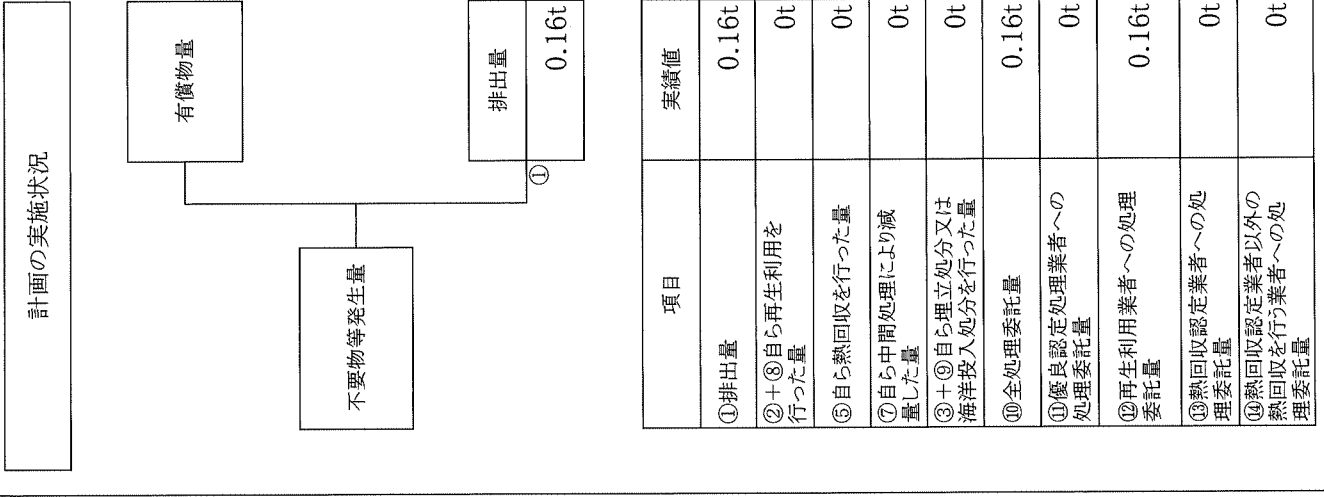 計画の実施状況
有償物量
不要物等発生量
排出量
①
0.16t
項目
実績値
①排出量
0.16t
②+⑧自ら再生利用を
行った量
0t
⑤自ら熱回収を行った量
0t
⑦自ら中間処理により減
量した量
0t
③+⑨自ら埋立処分又は
海洋投入処分を行った量
0t
⑩全処理委託量
0.16t
⑪優良認定処理業者への
処理委託量
0t
⑫再生利用業者への処理
委託量
0.16t
⑬熱回収認定業者への処
理委託量
0t
⑭熱回収認定業者以外の
熱回収を行う業者への処
理委託量
0t